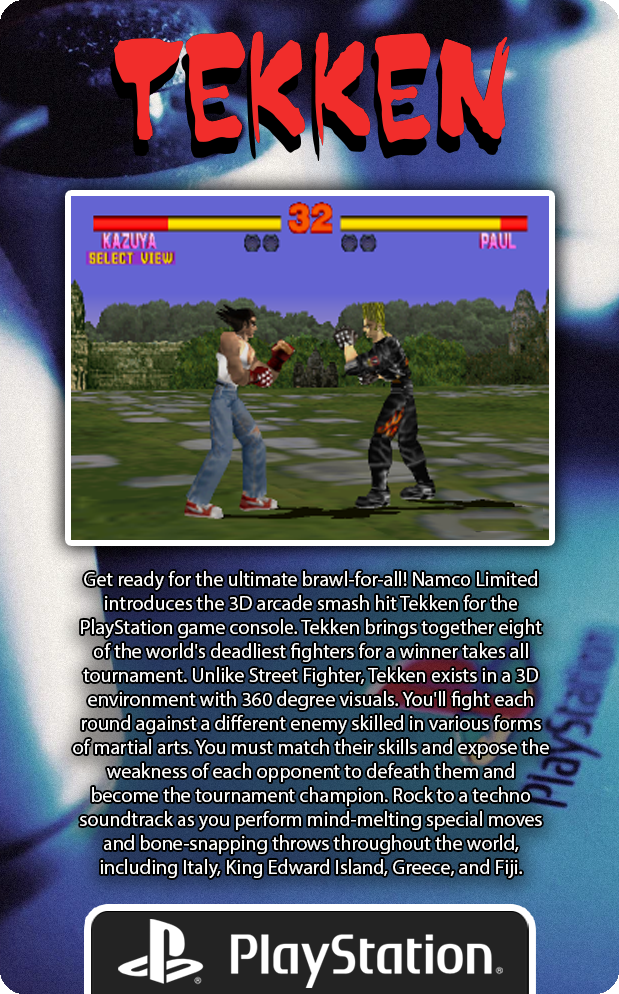 TEKKEN
32
KAZUYA
PAUL
SELECT VIEW
Get ready for the ultimate brawl-for-all! Namco Limited
introduces the 3D arcade smash hit Tekken for the
PlayStation game console. Tekken brings together eight
of the world's deadliest fighters for a winner takes all
tournament. Unlike Street Fighter, Tekken exists in a 3D
environment with 360 degree visuals. You'll fight each
round against a different enemy skilled in various forms
of martial arts. You must match their skills and expose the
weakness of each opponent to defeath them and
become the tournament champion. Rock to a techno
soundtrack as you perform mind-melting special moves
and bone-snapping throws throughout the world,
including Italy, King Edward Island, Greece, and Fiji.
PlayStation
PlayStation®